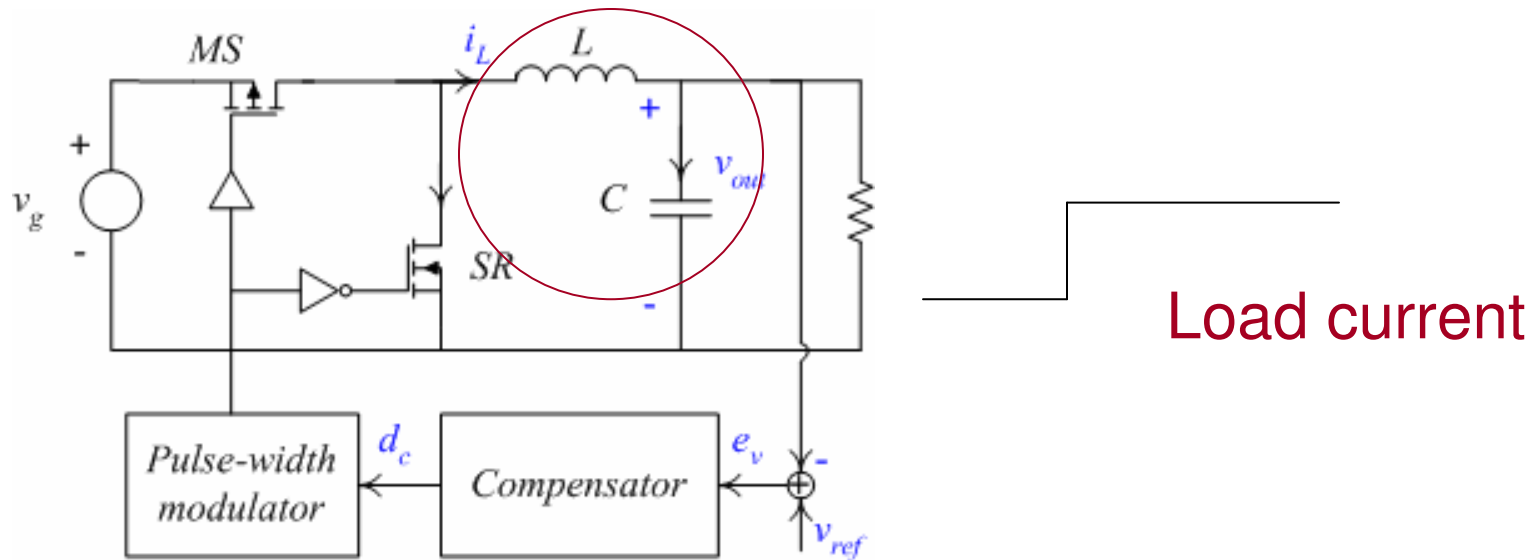 MS
i_L
L
+
+
v_g
-
v_out
C
SR
-
Load current
Pulse-width
modulator
d_c
Compensator
e_v
-
+
v_ref